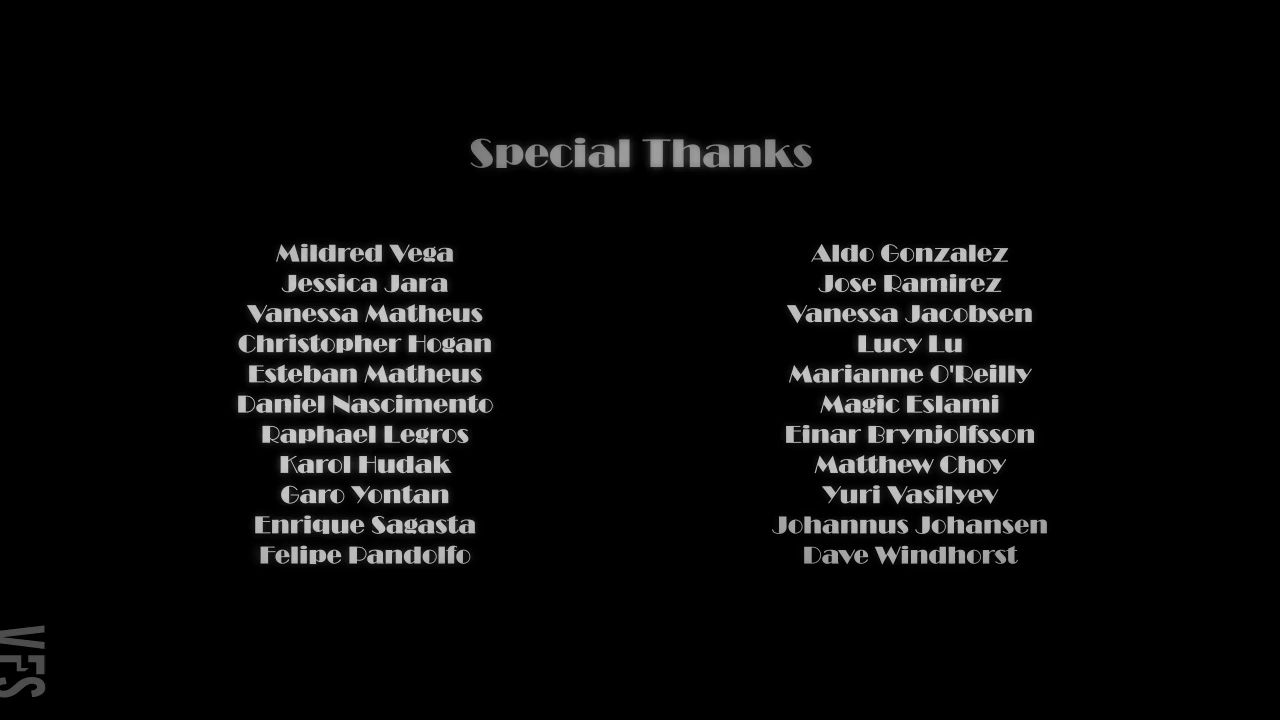 Special Thanks
Mildred Vega
Jessica Jara
Vanessa Matheus
Christopher Hogan
Esteban Matheus
Daniel Nascimento
Raphael Legros
Karol Hudak
Garo Yontan
Enrique Sagasta
Felipe Pandolfo
Aldo Gonzalez
Jose Ramirez
Vanessa Jacobsen
Lucy Lu
Marianne O'Reilly
Magic Eslami
Einar Brynjolfsson
Matthew Choy
Yuri Vasilyev
Johannus Johansen
Dave Windhorst
VFS